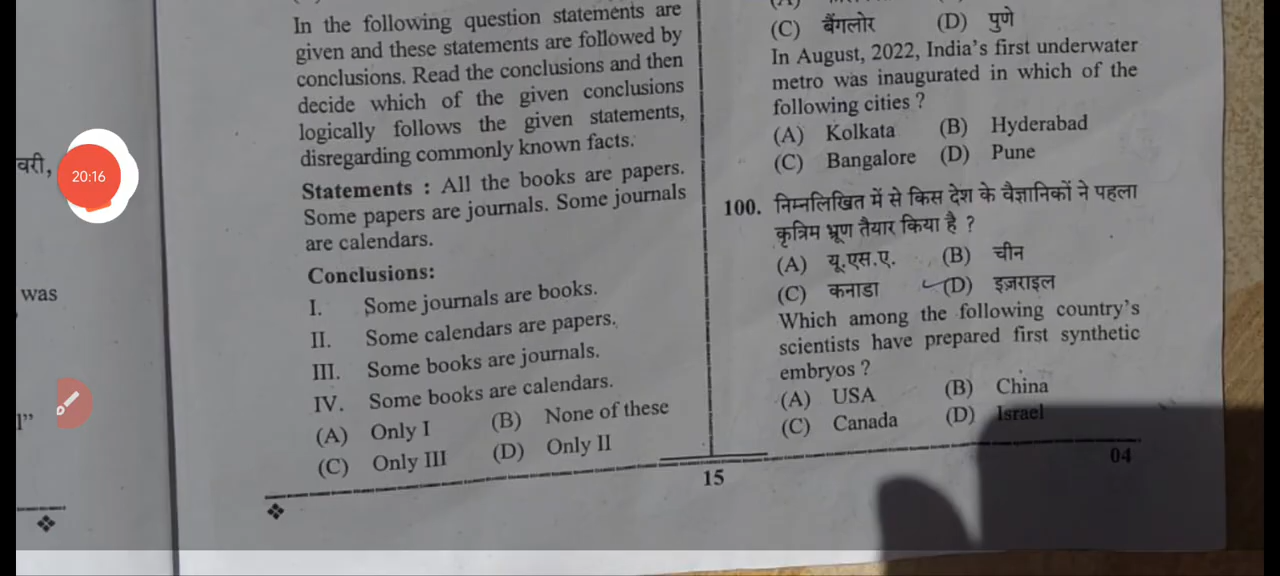 वरी,
20:16
was
l”
In the following question statements are
given and these statements are followed by
conclusions. Read the conclusions and then
decide which of the given conclusions
logically follows the given statements,
disregarding commonly known facts.
Statements : All the books are papers.
Some papers are journals. Some journals
are calendars.
Conclusions:
I. Some journals are books.
II. Some calendars are papers.
III. Some books are journals.
IV. Some books are calendars.
(A) Only I (B) None of these
(C) Only III (D) Only II
(C) बैंगलोर (D) पुणे
In August, 2022, India’s first underwater
metro was inaugurated in which of the
following cities ?
(A) Kolkata (B) Hyderabad
(C) Bangalore (D) Pune
100. निम्नलिखित में से किस देश के वैज्ञानिकों ने पहला
कृत्रिम भ्रूण तैयार किया है ?
(A) यू.एस.ए. (B) चीन
(C) कनाडा (D) इज़राइल
Which among the following country’s
scientists have prepared first synthetic
embryos ?
(A) USA (B) China
(C) Canada (D) Israel
15
04